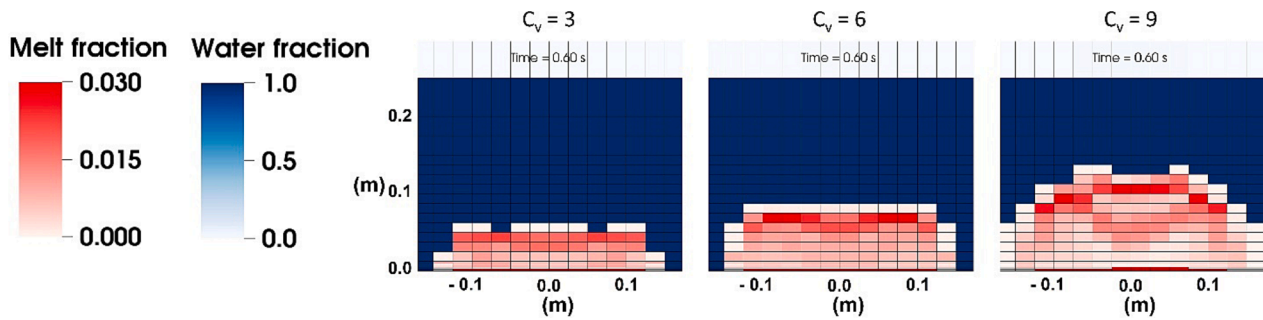 Melt fraction
0.030
0.015
0.000
Water fraction
1.0
0.5
0.0
(m)
0.2
0.1
0.0
Cv = 3
Time = 0.60 s
- 0.1 0.0 0.1
(m)
Cv = 6
Time = 0.60 s
- 0.1 0.0 0.1
(m)
Cv = 9
Time = 0.60 s
- 0.1 0.0 0.1
(m)